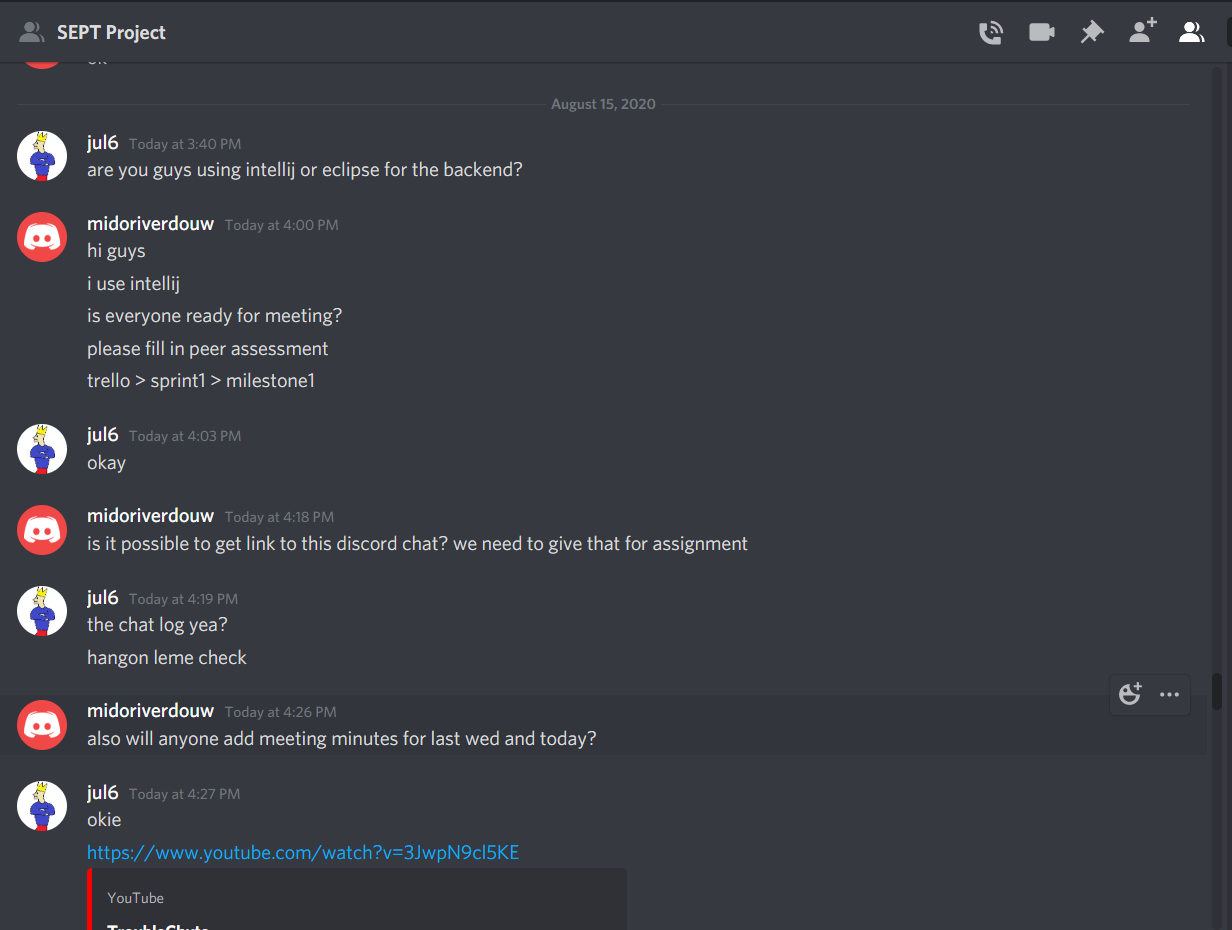 SEPT Project
August 15, 2020
jul6 Today at 3:40 PM
are you guys using intellij or eclipse for the backend?
midoriverdouw Today at 4:00 PM
hi guys
i use intellij
is everyone ready for meeting?
please fill in peer assessment
trello > sprint1 > milestone1
jul6 Today at 4:03 PM
okay
midoriverdouw Today at 4:18 PM
is it possible to get link to this discord chat? we need to give that for assignment
jul6 Today at 4:19 PM
the chat log yea?
hangon leme check
midoriverdouw Today at 4:26 PM
also will anyone add meeting minutes for last wed and today?
jul6 Today at 4:27 PM
okie
https://www.youtube.com/watch?v=3JwpN9cl5KE
YouTube